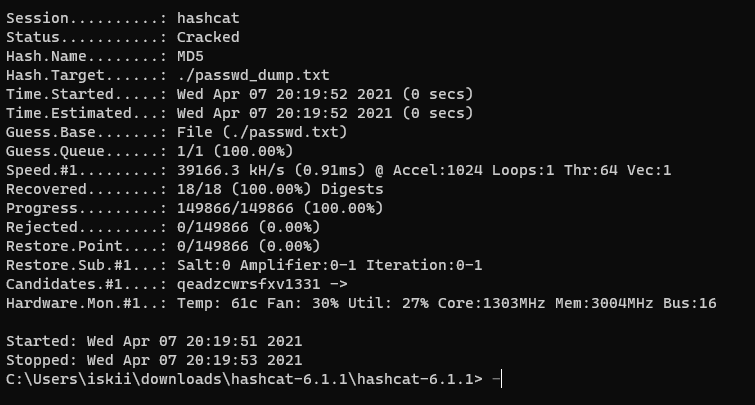 Session..........: hashcat
Status...........: Cracked
Hash.Name........: MD5
Hash.Target......: ./passwd_dump.txt
Time.Started.....: Wed Apr 07 20:19:52 2021 (0 secs)
Time.Estimated...: Wed Apr 07 20:19:52 2021 (0 secs)
Guess.Base.......: File (./passwd.txt)
Guess.Queue......: 1/1 (100.00%)
Speed.#1.........: 39166.3 kH/s (0.91ms) @ Accel:1024 Loops:1 Thr:64 Vec:1
Recovered........: 18/18 (100.00%) Digests
Progress.........: 149866/149866 (100.00%)
Rejected.........: 0/149866 (0.00%)
Restore.Point....: 0/149866 (0.00%)
Restore.Sub.#1...: Salt:0 Amplifier:0-1 Iteration:0-1
Candidates.#1....: qeadzcwrsfxv1331 ->
Hardware.Mon.#1..: Temp: 61c Fan: 30% Util: 27% Core:1303MHz Mem:3004MHz Bus:16
Started: Wed Apr 07 20:19:51 2021
Stopped: Wed Apr 07 20:19:53 2021
C:\Users\iskii\downloads\hashcat-6.1.1\hashcat-6.1.1> -